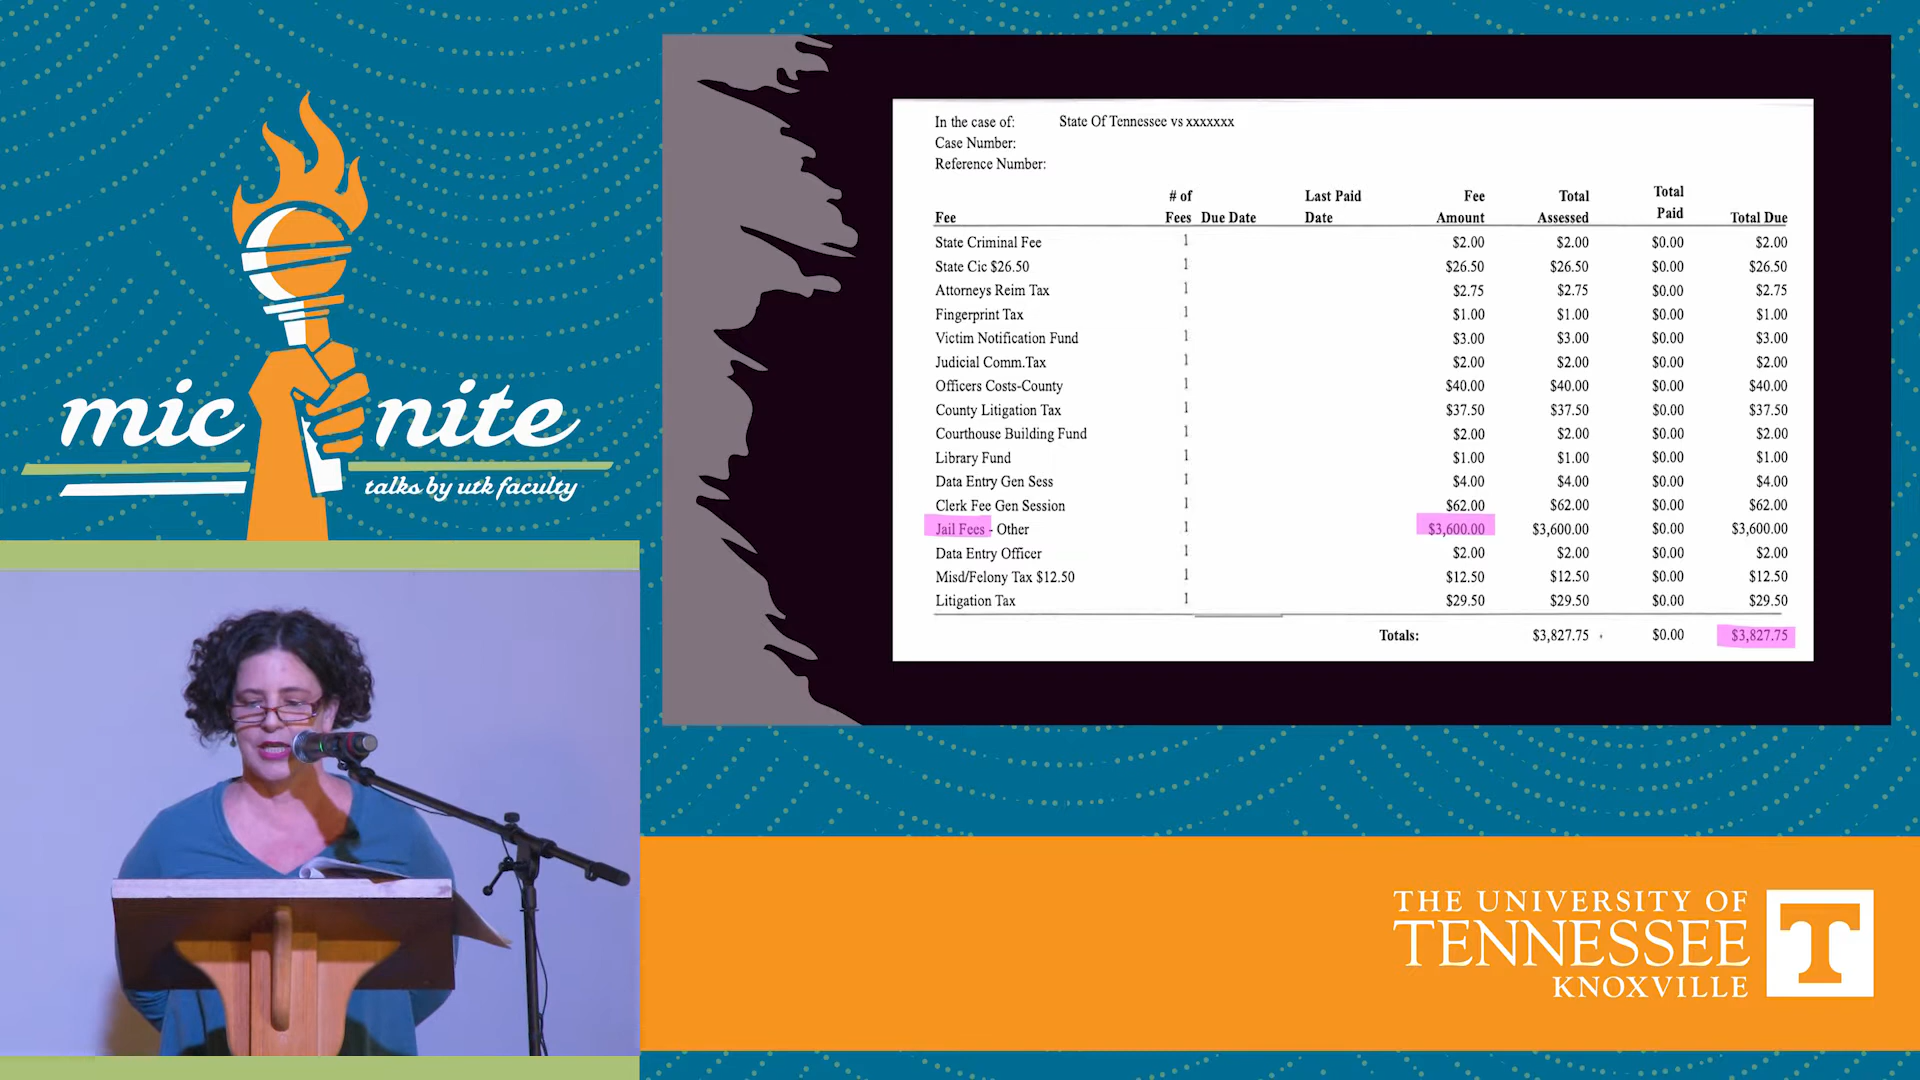 mic nite
talks by utk faculty
In the case of: State Of Tennessee vs xxxxxxx
Case Number:
Reference Number:
Fee # of Fees Due Date Last Paid Date Fee Amount Total Assessed Total Paid Total Due
State Criminal Fee 1 $2.00 $2.00 $0.00 $2.00
State Cic $26.50 1 $26.50 $26.50 $0.00 $26.50
Attorneys Reim Tax 1 $2.75 $2.75 $0.00 $2.75
Fingerprint Tax 1 $1.00 $1.00 $0.00 $1.00
Victim Notification Fund 1 $3.00 $3.00 $0.00 $3.00
Judicial Comm.Tax 1 $2.00 $2.00 $0.00 $2.00
Officers Costs-County 1 $40.00 $40.00 $0.00 $40.00
County Litigation Tax 1 $37.50 $37.50 $0.00 $37.50
Courthouse Building Fund 1 $2.00 $2.00 $0.00 $2.00
Library Fund 1 $1.00 $1.00 $0.00 $1.00
Data Entry Gen Sess 1 $4.00 $4.00 $0.00 $4.00
Clerk Fee Gen Session 1 $62.00 $62.00 $0.00 $62.00
Jail Fees - Other 1 $3,600.00 $3,600.00 $0.00 $3,600.00
Data Entry Officer 1 $2.00 $2.00 $0.00 $2.00
Misd/Felony Tax $12.50 1 $12.50 $12.50 $0.00 $12.50
Litigation Tax 1 $29.50 $29.50 $0.00 $29.50
Totals: $3,827.75 $0.00 $3,827.75
THE UNIVERSITY OF
TENNESSEE
KNOXVILLE
T